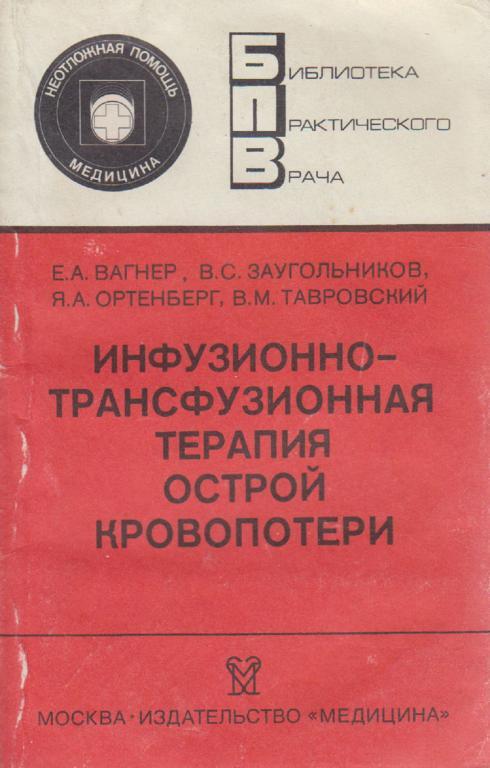 НЕОТЛОЖНАЯ ПОМОЩЬ
МЕДИЦИНА
БИБЛИОТЕКА
ПРАКТИЧЕСКОГО
ВРАЧА
Е.А. ВАГНЕР, В.С. ЗАУГОЛЬНИКОВ,
Я.А. ОРТЕНБЕРГ, В.М. ТАВРОВСКИЙ
ИНФУЗИОННО-
ТРАНСФУЗИОННАЯ
ТЕРАПИЯ
ОСТРОЙ
КРОВОПОТЕРИ
МОСКВА · ИЗДАТЕЛЬСТВО «МЕДИЦИНА»